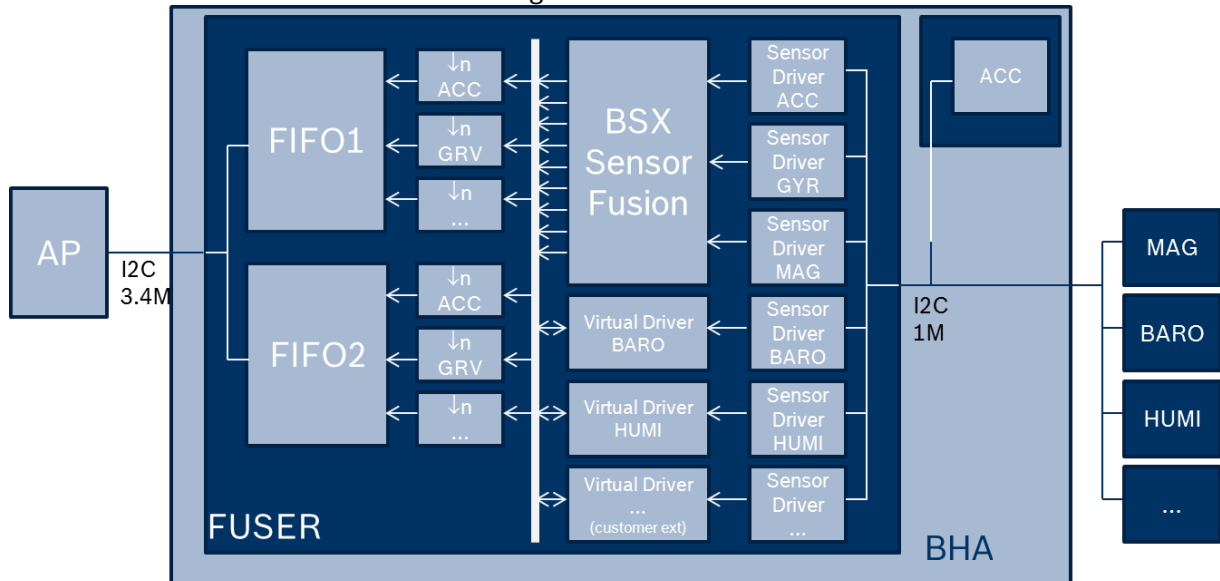 AP
I2C
3.4M
FIFO1
FIFO2
↓n
ACC
↓n
GRV
↓n
...
↓n
ACC
↓n
GRV
↓n
...
BSX
Sensor
Fusion
Virtual Driver
BARO
Virtual Driver
HUMI
Virtual Driver
...
(customer ext)
Sensor
Driver
ACC
Sensor
Driver
GYR
Sensor
Driver
MAG
Sensor
Driver
BARO
Sensor
Driver
HUMI
Sensor
Driver
...
FUSER
ACC
I2C
1M
BHA
MAG
BARO
HUMI
...